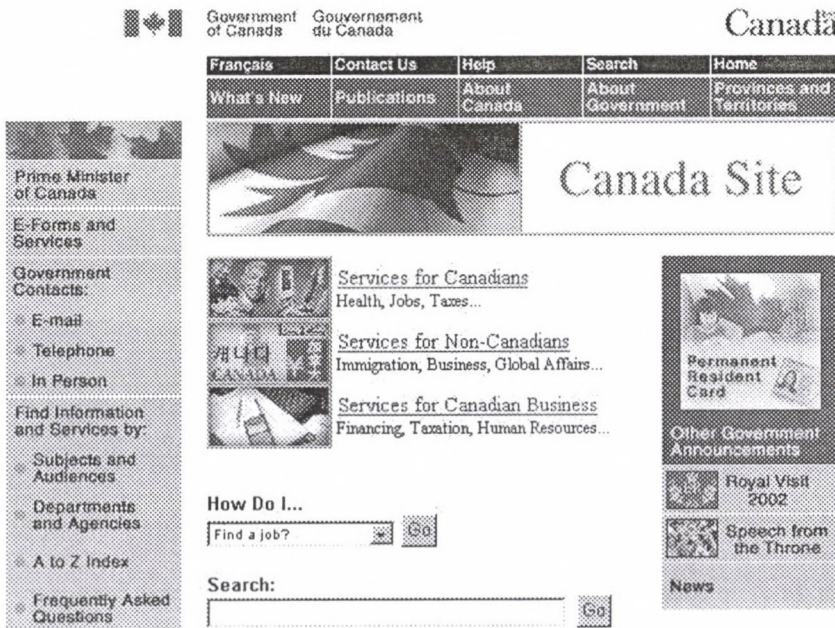 Government Gouvernement
of Canada du Canada
Canada
Français Contact Us Help Search Home
What's New Publications About Canada About Government Provinces and Territories
Canada Site
Prime Minister
of Canada
E-Forms and
Services
Government
Contacts:
E-mail
Telephone
In Person
Find Information
and Services by:
Subjects and
Audiences
Departments
and Agencies
A to Z Index
Frequently Asked
Questions
Services for Canadians
Health, Jobs, Taxes...
개나다
CANADA
Services for Non-Canadians
Immigration, Business, Global Affairs...
Services for Canadian Business
Financing, Taxation, Human Resources...
How Do I...
Find a job? Go
Search:
Go
Permanent
Resident
Card
Other Government
Announcements
Royal Visit
2002
Speech from
the Throne
News